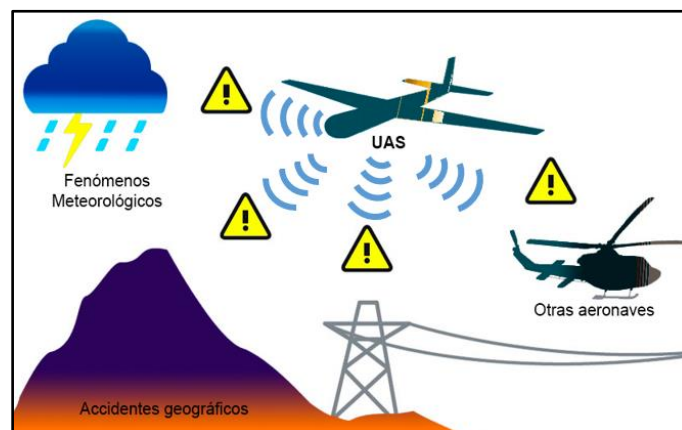 UAS
Fenómenos
Meteorológicos
Otras aeronaves
Accidentes geográficos